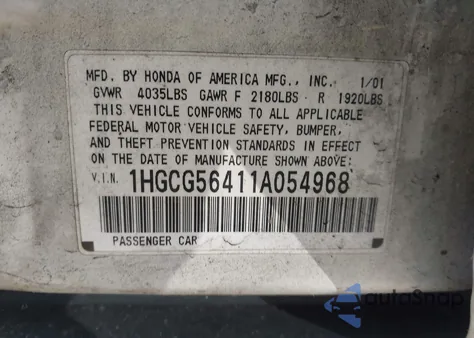 MFD. BY HONDA OF AMERICA MFG., INC. 1/01
GVWR 4035LBS GAWR F 2180LBS R 1920LBS
THIS VEHICLE CONFORMS TO ALL APPLICABLE
FEDERAL MOTOR VEHICLE SAFETY, BUMPER,
AND THEFT PREVENTION STANDARDS IN EFFECT
ON THE DATE OF MANUFACTURE SHOWN ABOVE:
V.I.N. 1HGCG56411A054968
PASSENGER CAR
autoSnap